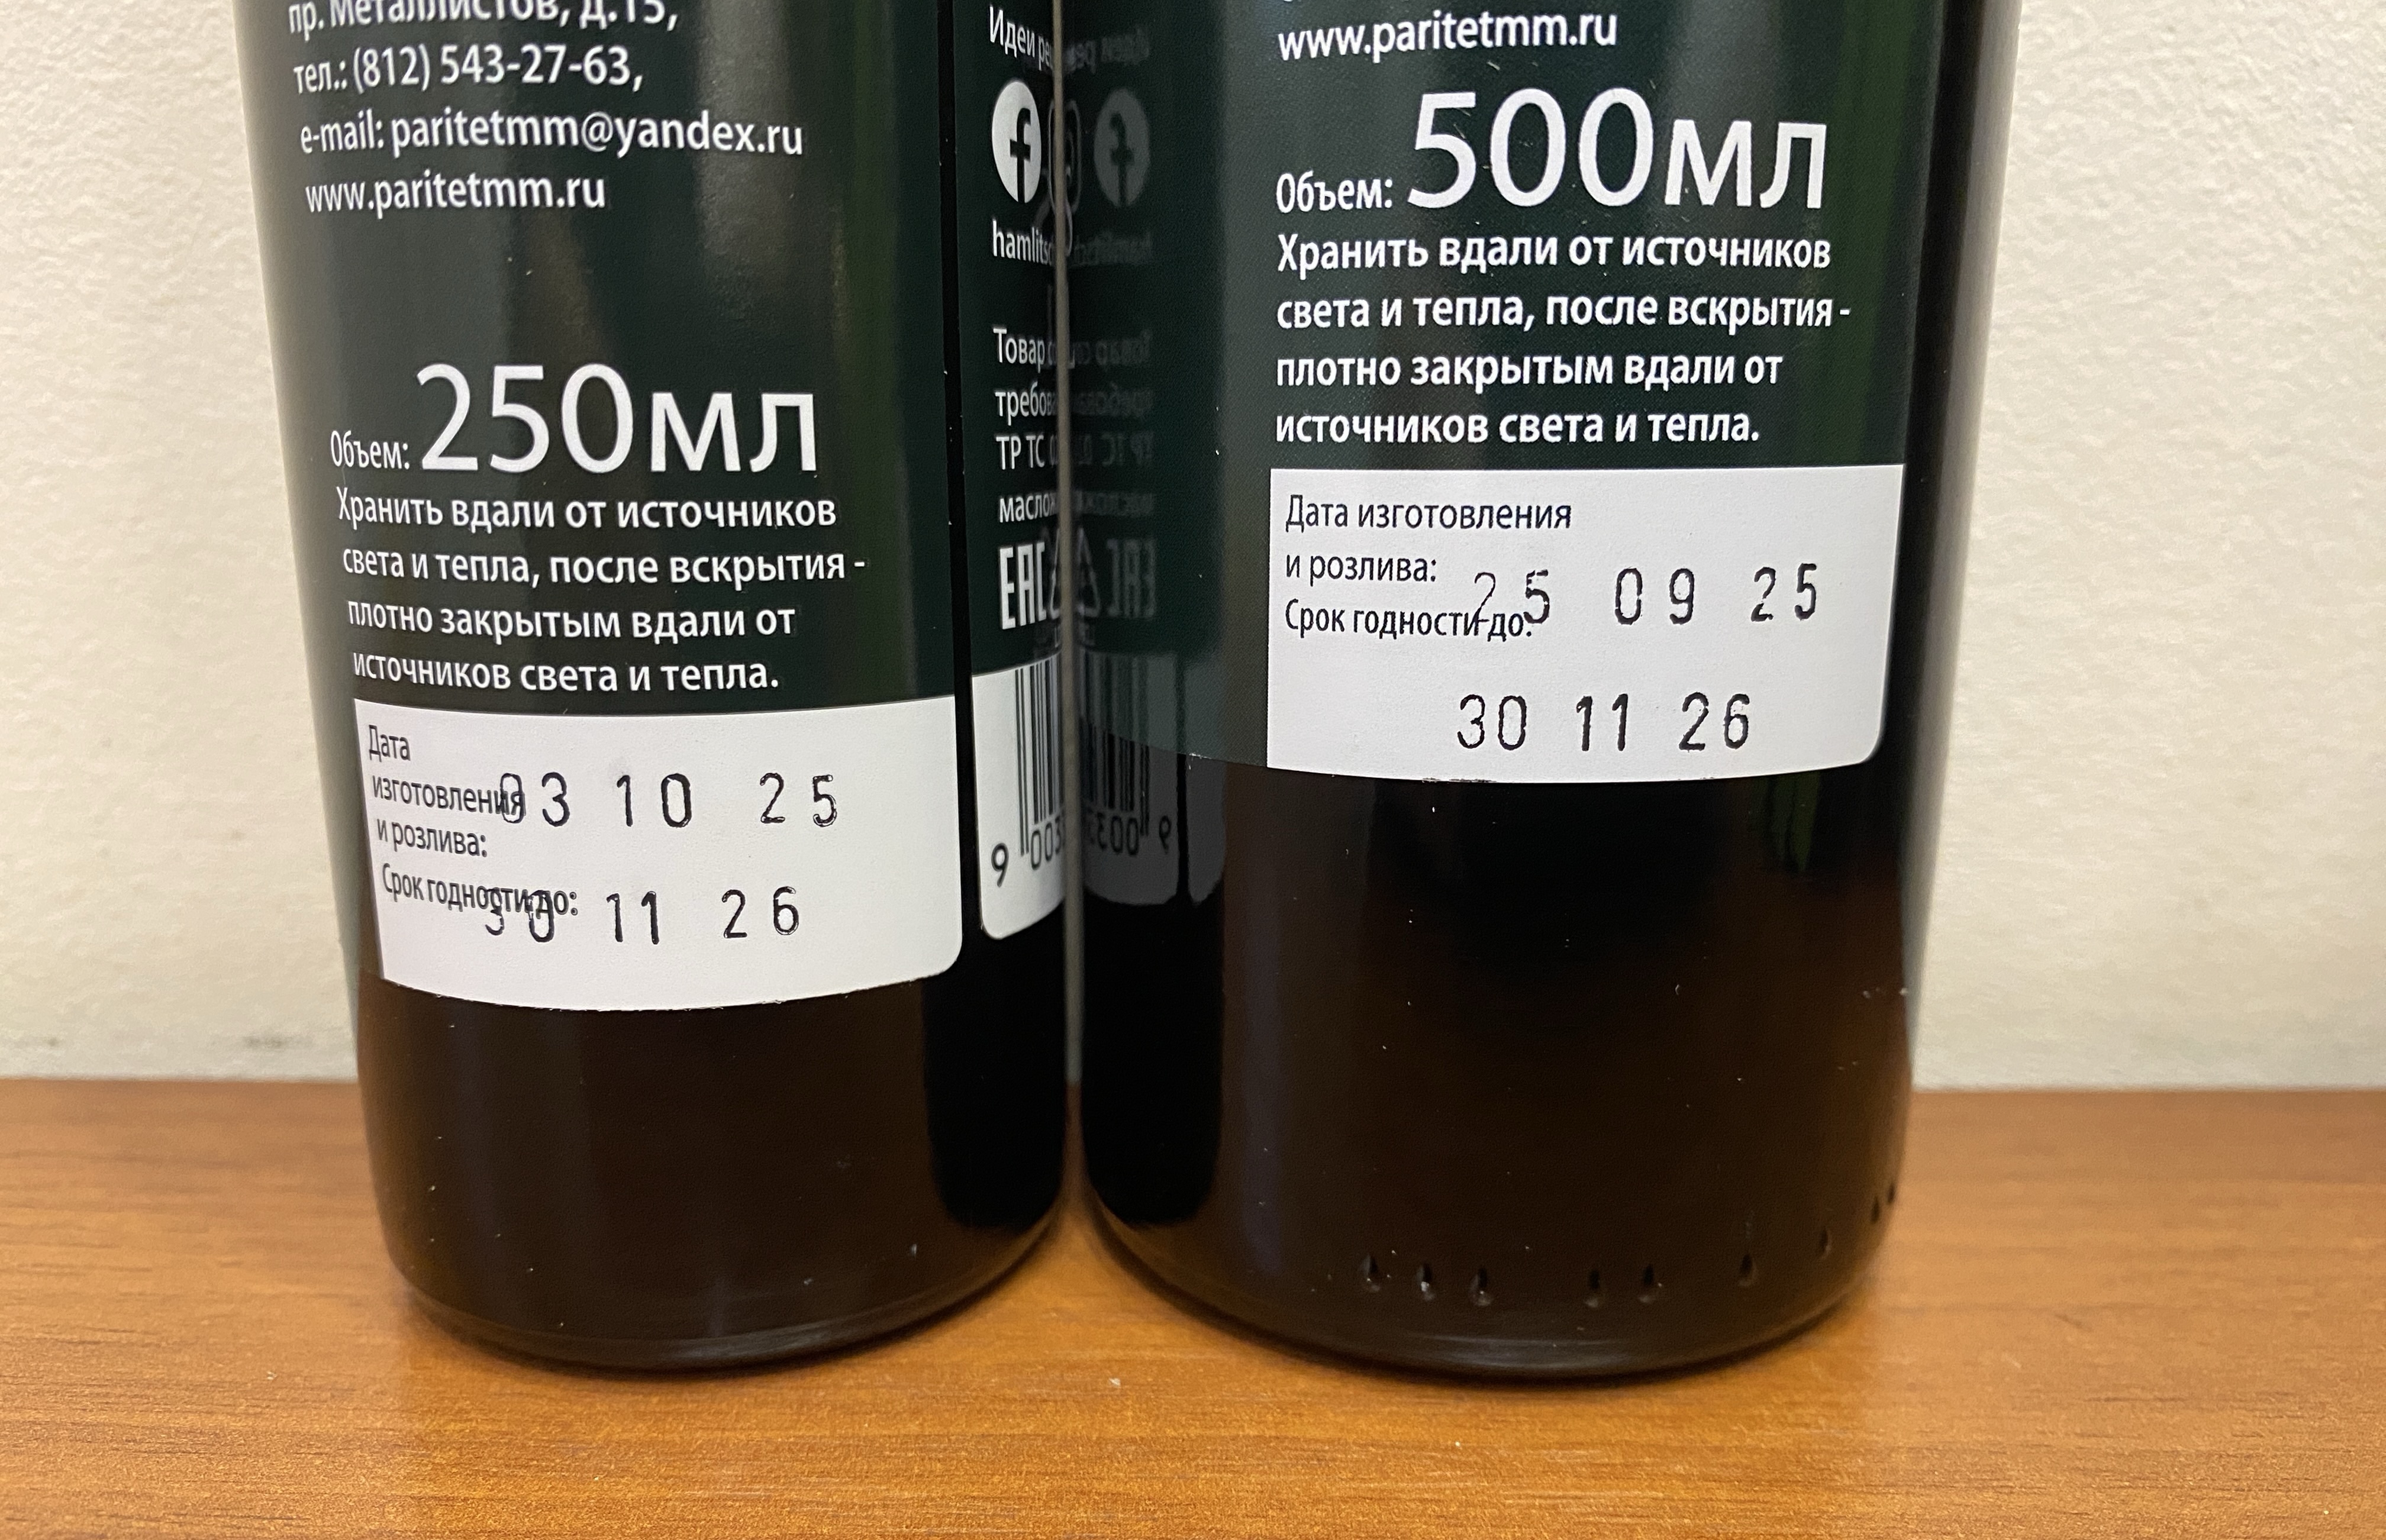 пр. Металлистов, д.15,
тел.: (812) 543-27-63,
e-mail: paritetmm@yandex.ru
www.paritetmm.ru
Объем: 250мл
Хранить вдали от источников
света и тепла, после вскрытия -
плотно закрытым вдали от
источников света и тепла.
Дата
изготовления 03 10 25
и розлива:
Срок годности до: 30 11 26
Идеи
Товар
ТР ТС
EAC
9
www.paritetmm.ru
Объем: 500мл
Хранить вдали от источников
света и тепла, после вскрытия -
плотно закрытым вдали от
источников света и тепла.
Дата изготовления
и розлива: 25 09 25
Срок годности до:
30 11 26